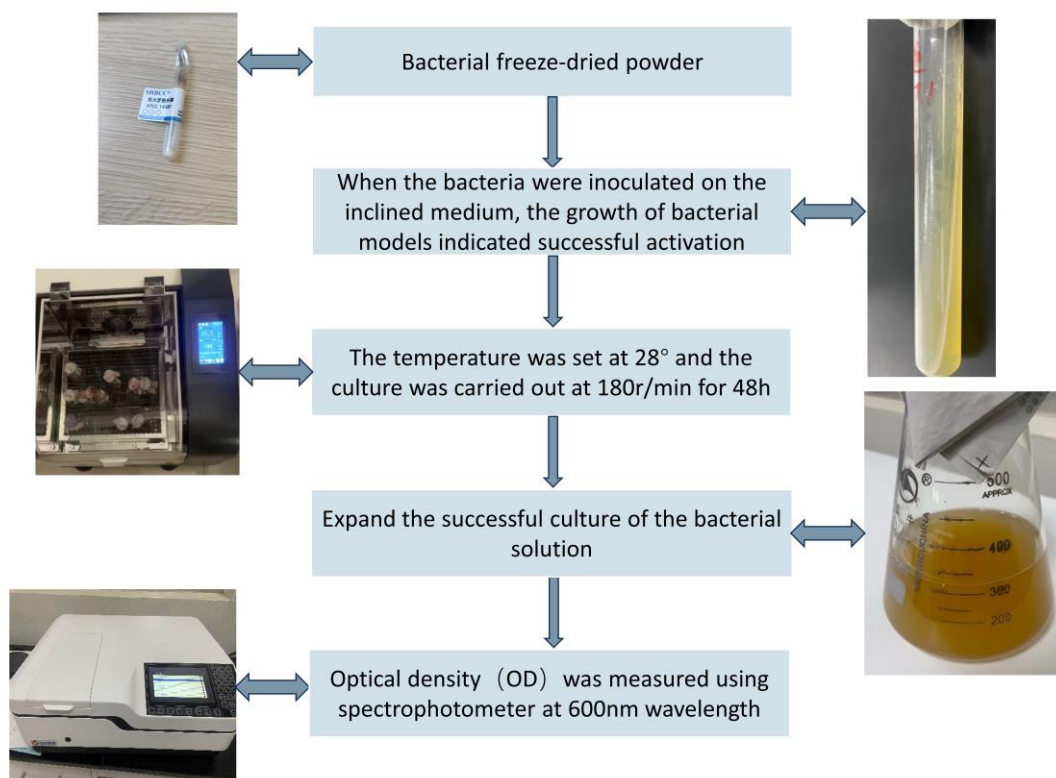 Bacterial freeze-dried powder
When the bacteria were inoculated on the
inclined medium, the growth of bacterial
models indicated successful activation
The temperature was set at 28° and the
culture was carried out at 180r/min for 48h
Expand the successful culture of the bacterial
solution
500
APPROX
400
300
200
Optical density（OD）was measured using
spectrophotometer at 600nm wavelength